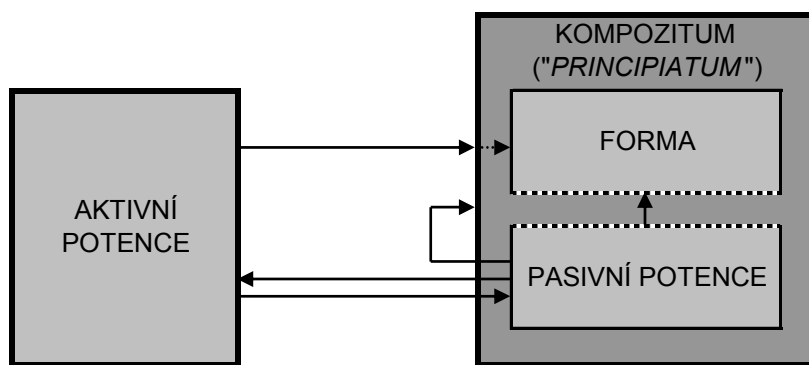 KOMPOZITUM
("PRINCIPIATUM")
FORMA
AKTIVNÍ
POTENCE
PASIVNÍ POTENCE